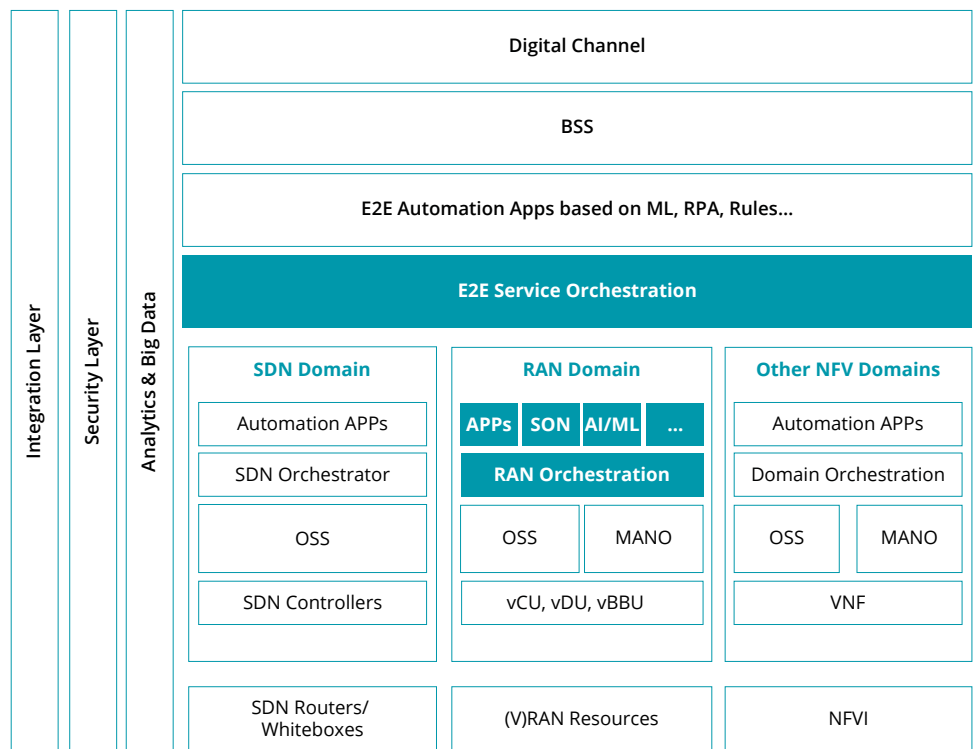 Integration Layer
Security Layer
Analytics & Big Data
Digital Channel
BSS
E2E Automation Apps based on ML, RPA, Rules...
E2E Service Orchestration
SDN Domain
Automation APPs
SDN Orchestrator
OSS
SDN Controllers
SDN Routers/
Whiteboxes
RAN Domain
APPs SON AI/ML ...
RAN Orchestration
OSS MANO
vCU, vDU, vBBU
(V)RAN Resources
Other NFV Domains
Automation APPs
Domain Orchestration
OSS MANO
VNF
NFVI